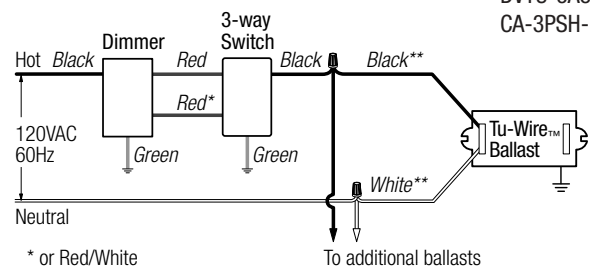 DVTU-5A3
CA-3PSH-
3-way
Dimmer Switch
Hot Black Red Black Black**
Red*
120VAC
60Hz
Green Green
Tu-Wire™
Ballast
White**
Neutral
* or Red/White To additional ballasts